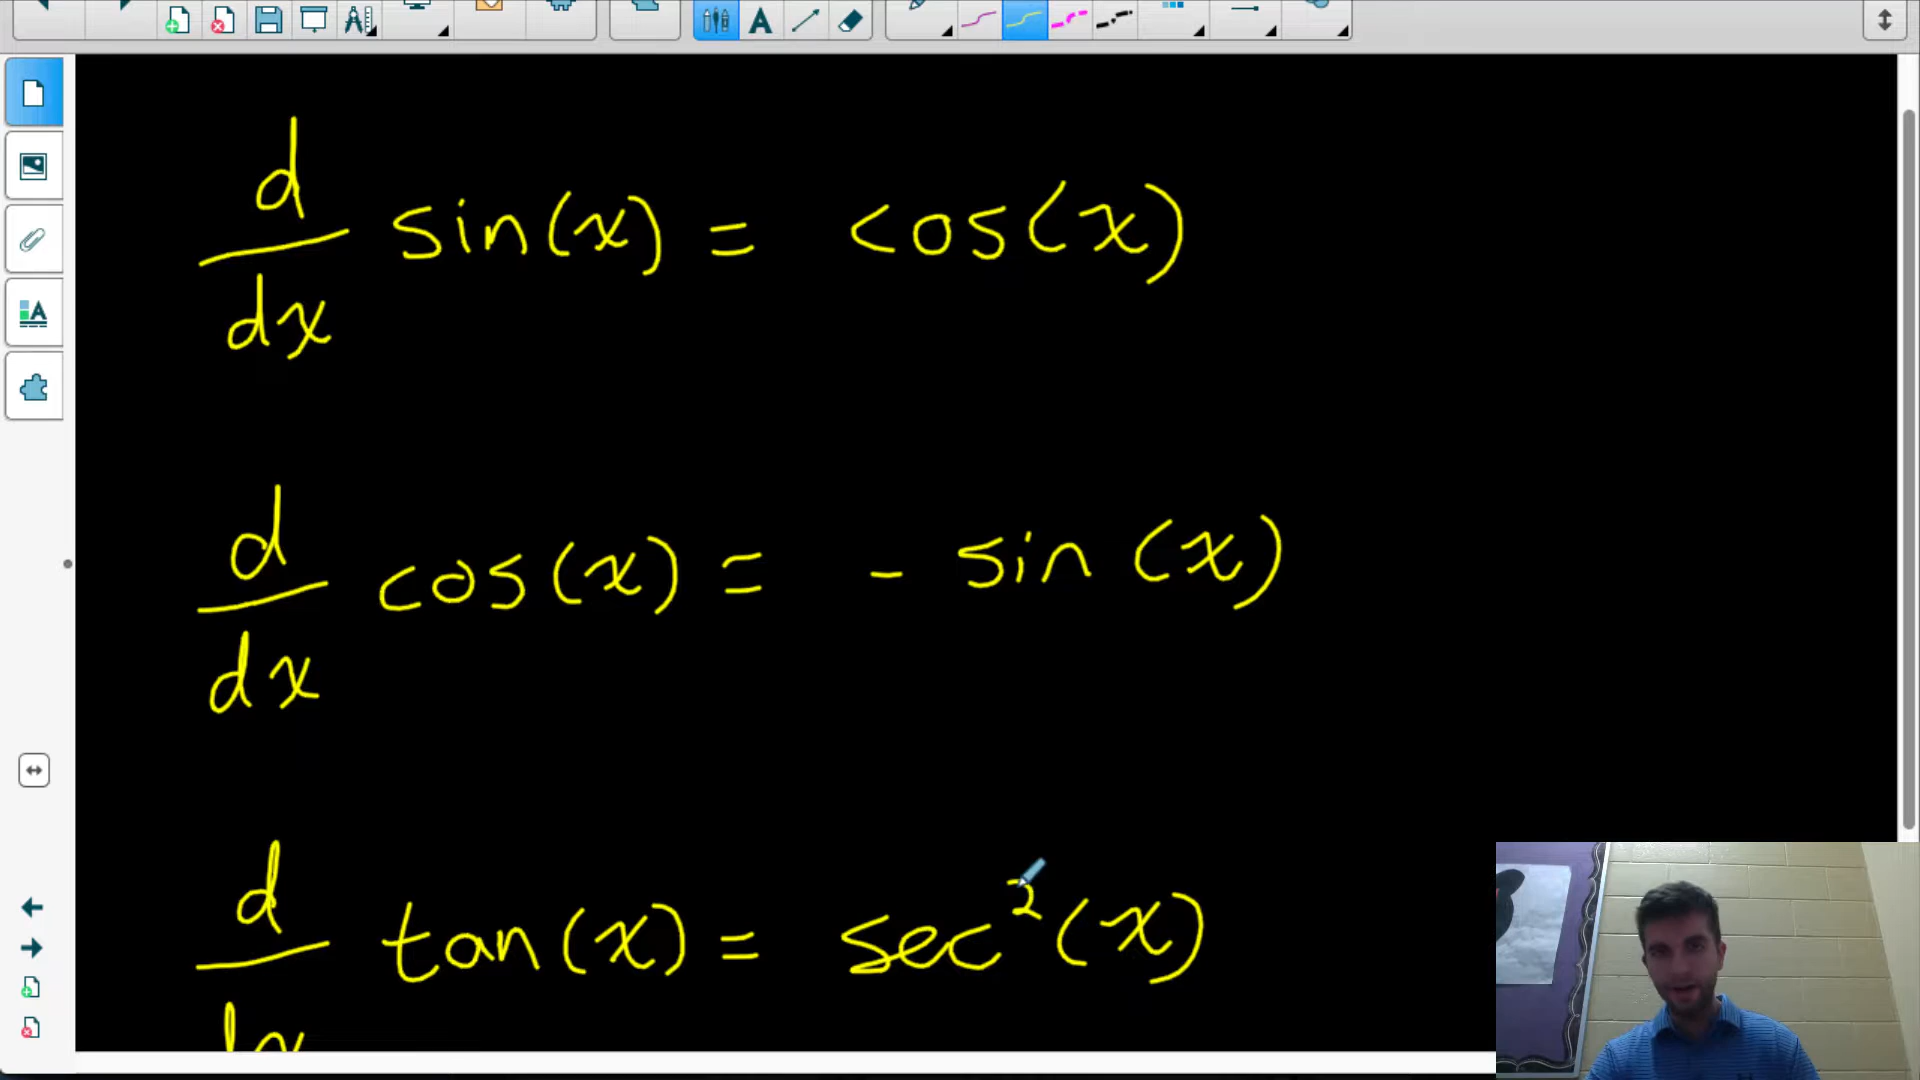 d/dx sin(x) = cos(x)
d/dx cos(x) = - sin(x)
d/dx tan(x) = sec²(x)